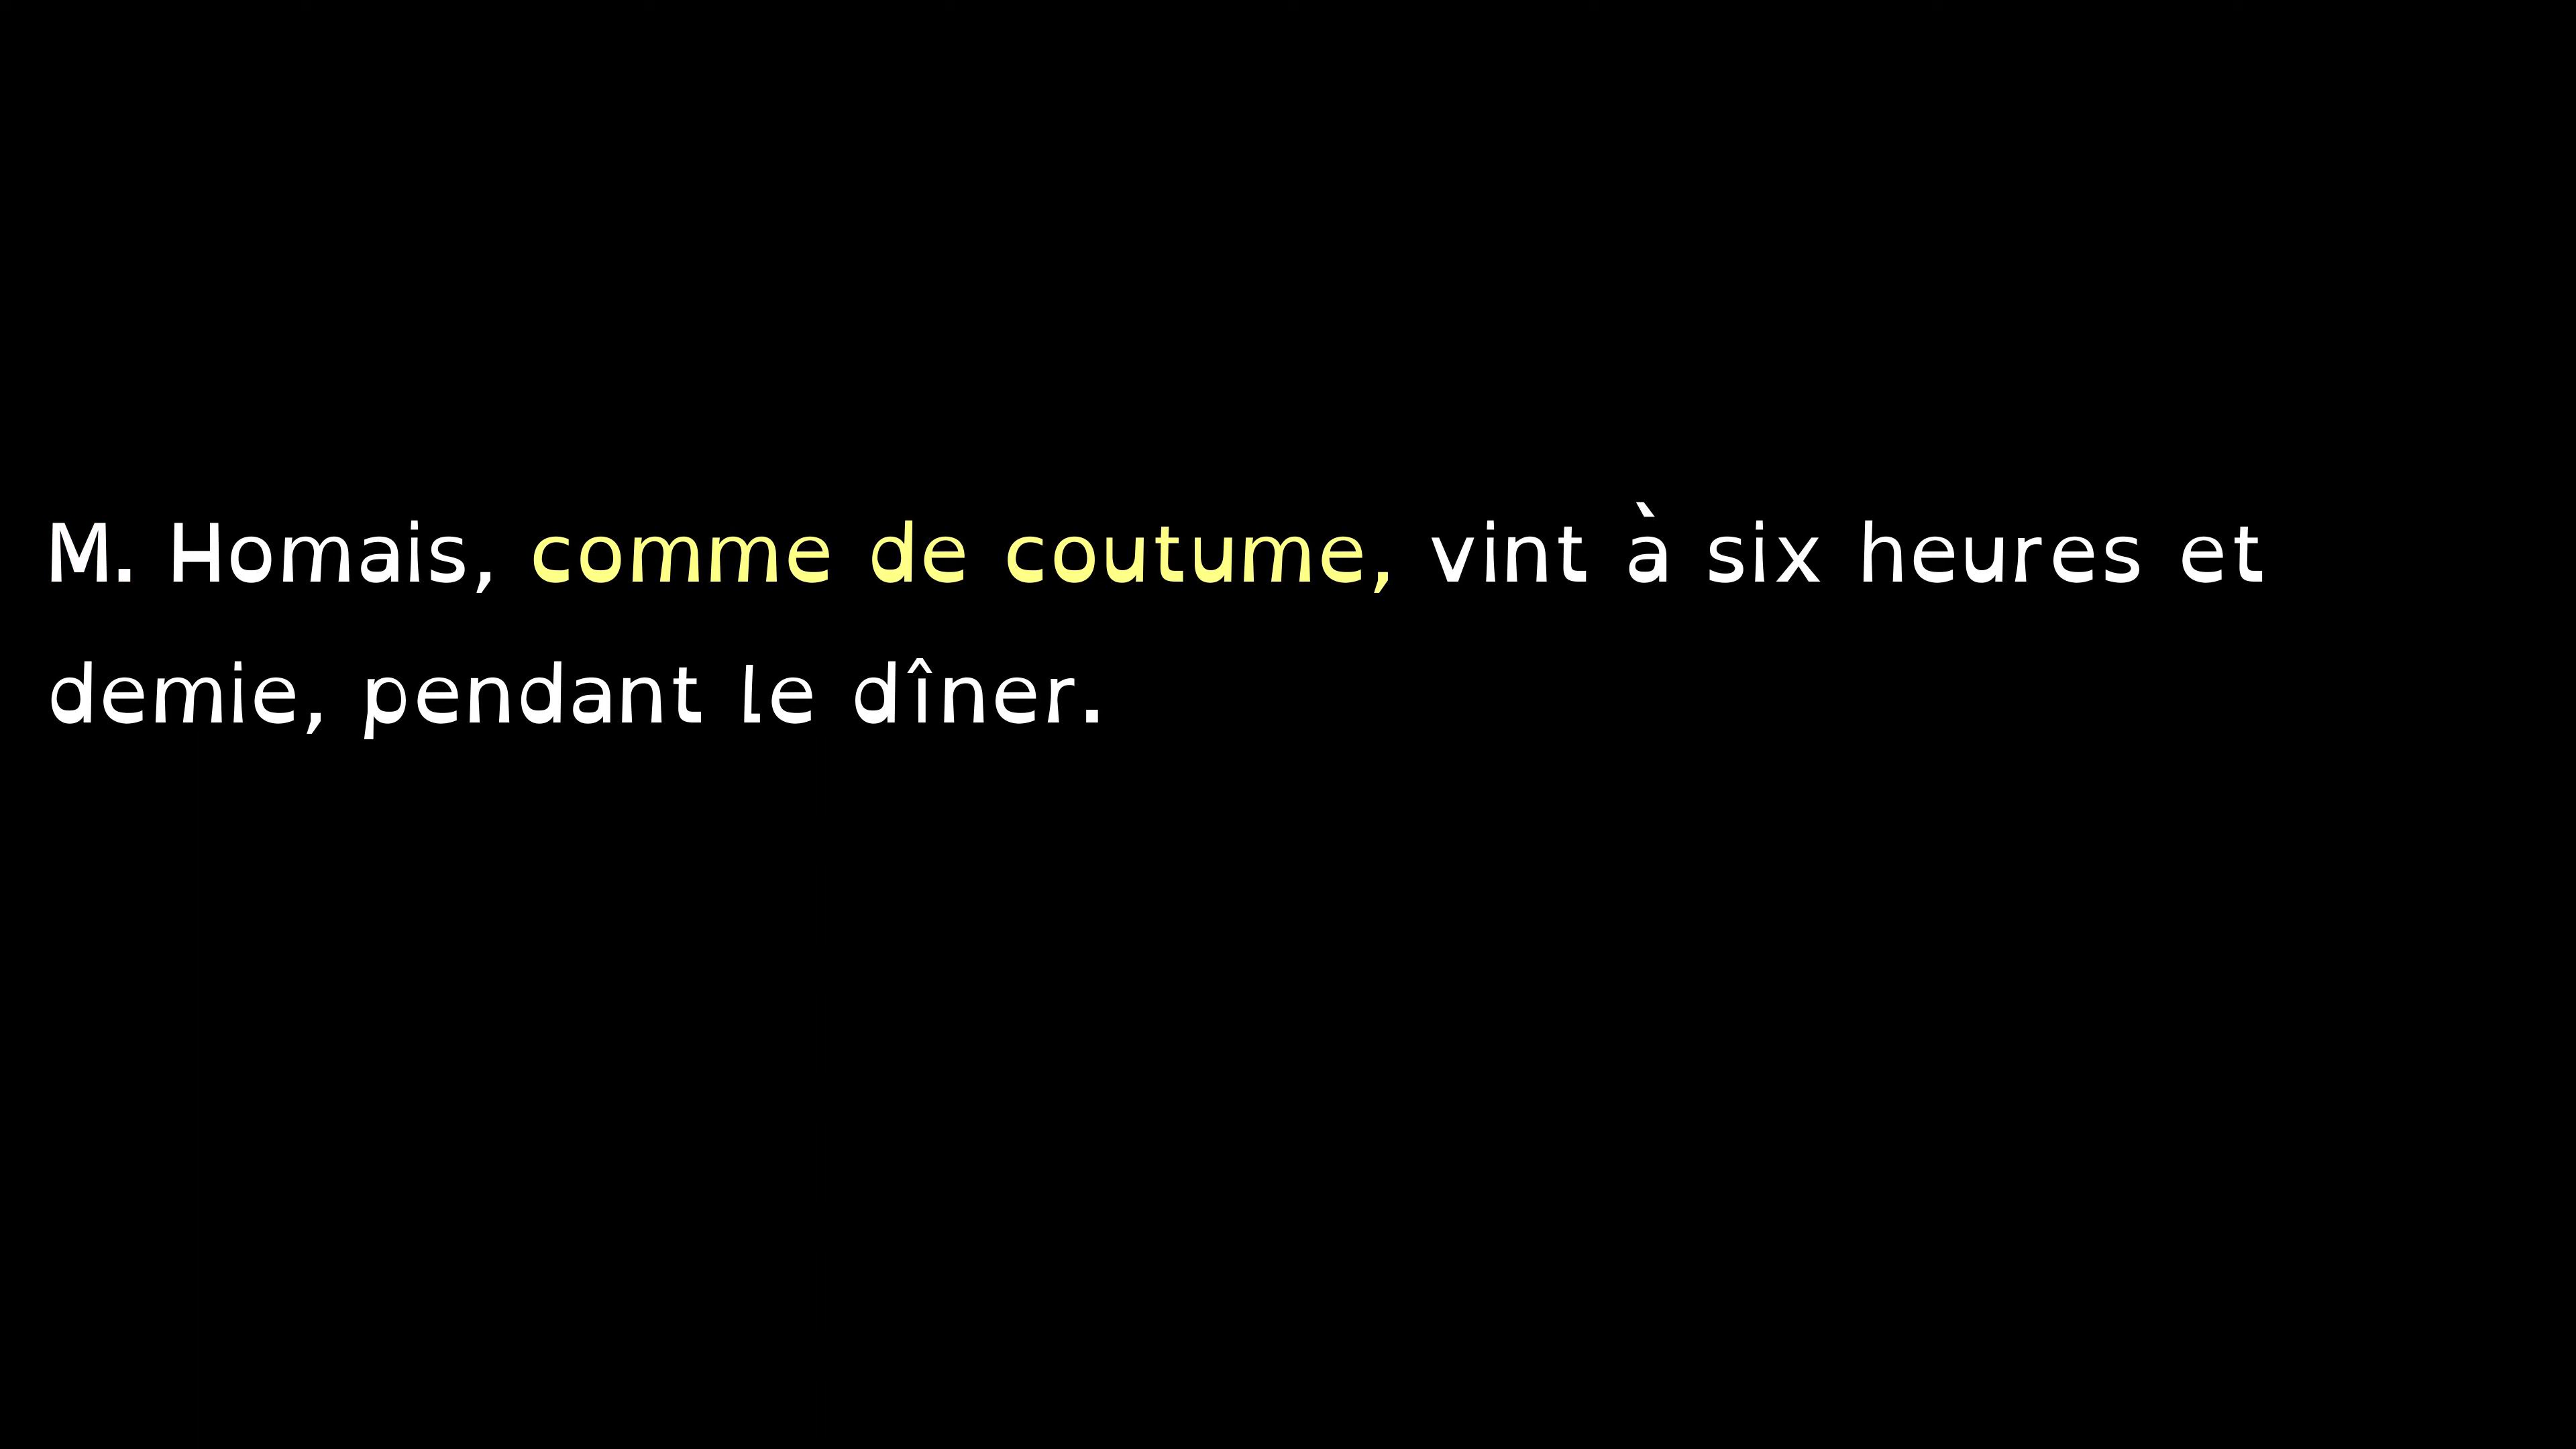 M. Homais, comme de coutume, vint à six heures et
demie, pendant le dîner.